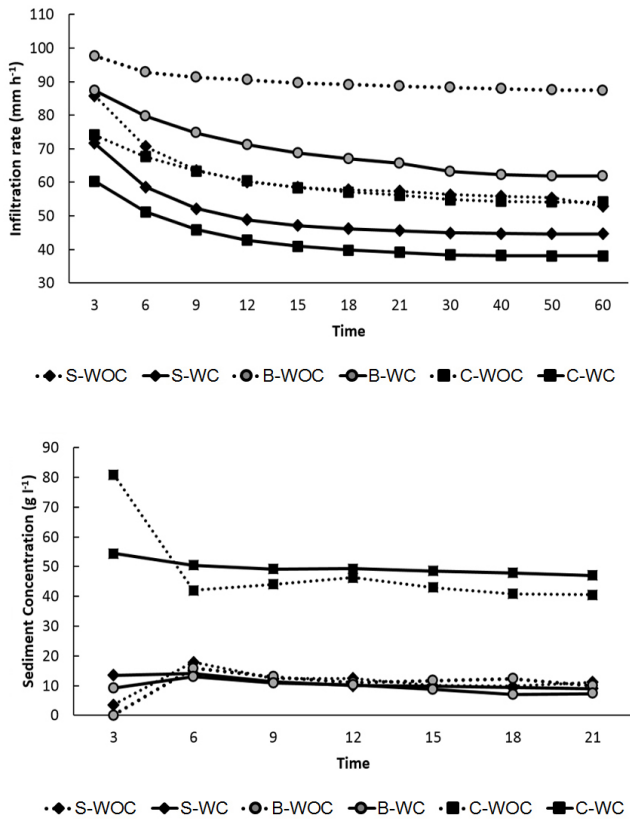 110
100
90
80
70
60
50
40
30
Infiltration rate (mm h-1)
3 6 9 12 15 18 21 30 40 50 60
Time
S-WOC S-WC B-WOC B-WC C-WOC C-WC
90
80
70
60
50
40
30
20
10
0
Sediment Concentration (g l-1)
3 6 9 12 15 18 21
Time
S-WOC S-WC B-WOC B-WC C-WOC C-WC